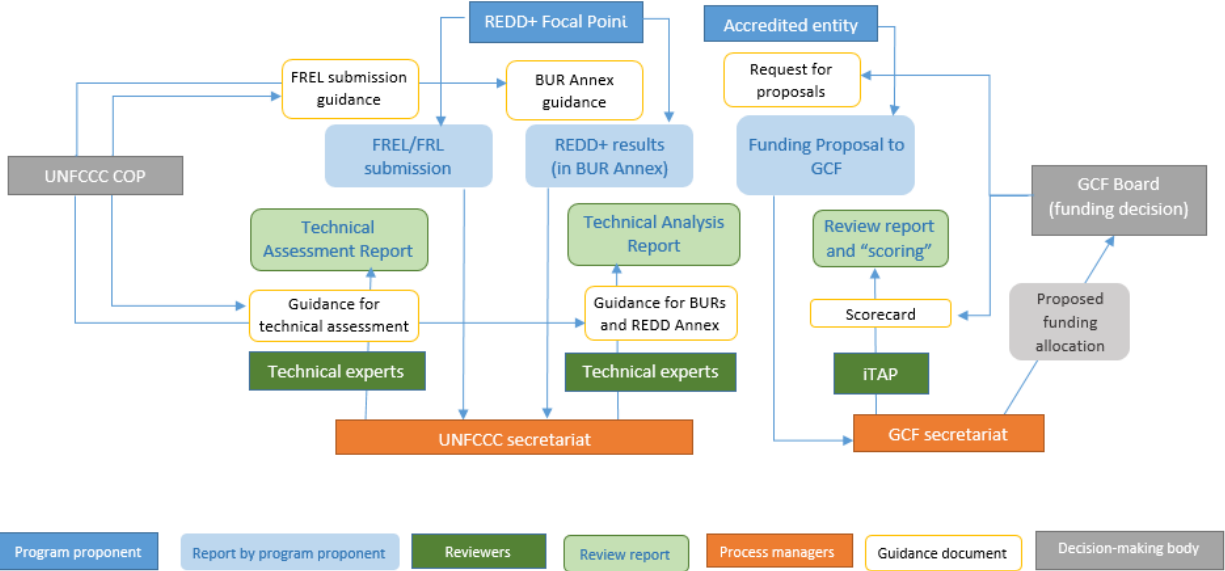 REDD+ Focal Point
Accredited entity
FREL submission
guidance
BUR Annex
guidance
Request for
proposals
FREL/FRL
submission
REDD+ results
(in BUR Annex)
Funding Proposal to
GCF
UNFCCC COP
GCF Board
(funding decision)
Technical
Assessment Report
Technical Analysis
Report
Review report
and “scoring”
Guidance for
technical assessment
Guidance for BURs
and REDD Annex
Scorecard
Proposed
funding
allocation
Technical experts
Technical experts
iTAP
UNFCCC secretariat
GCF secretariat
Program proponent
Report by program proponent
Reviewers
Review report
Process managers
Guidance document
Decision-making body